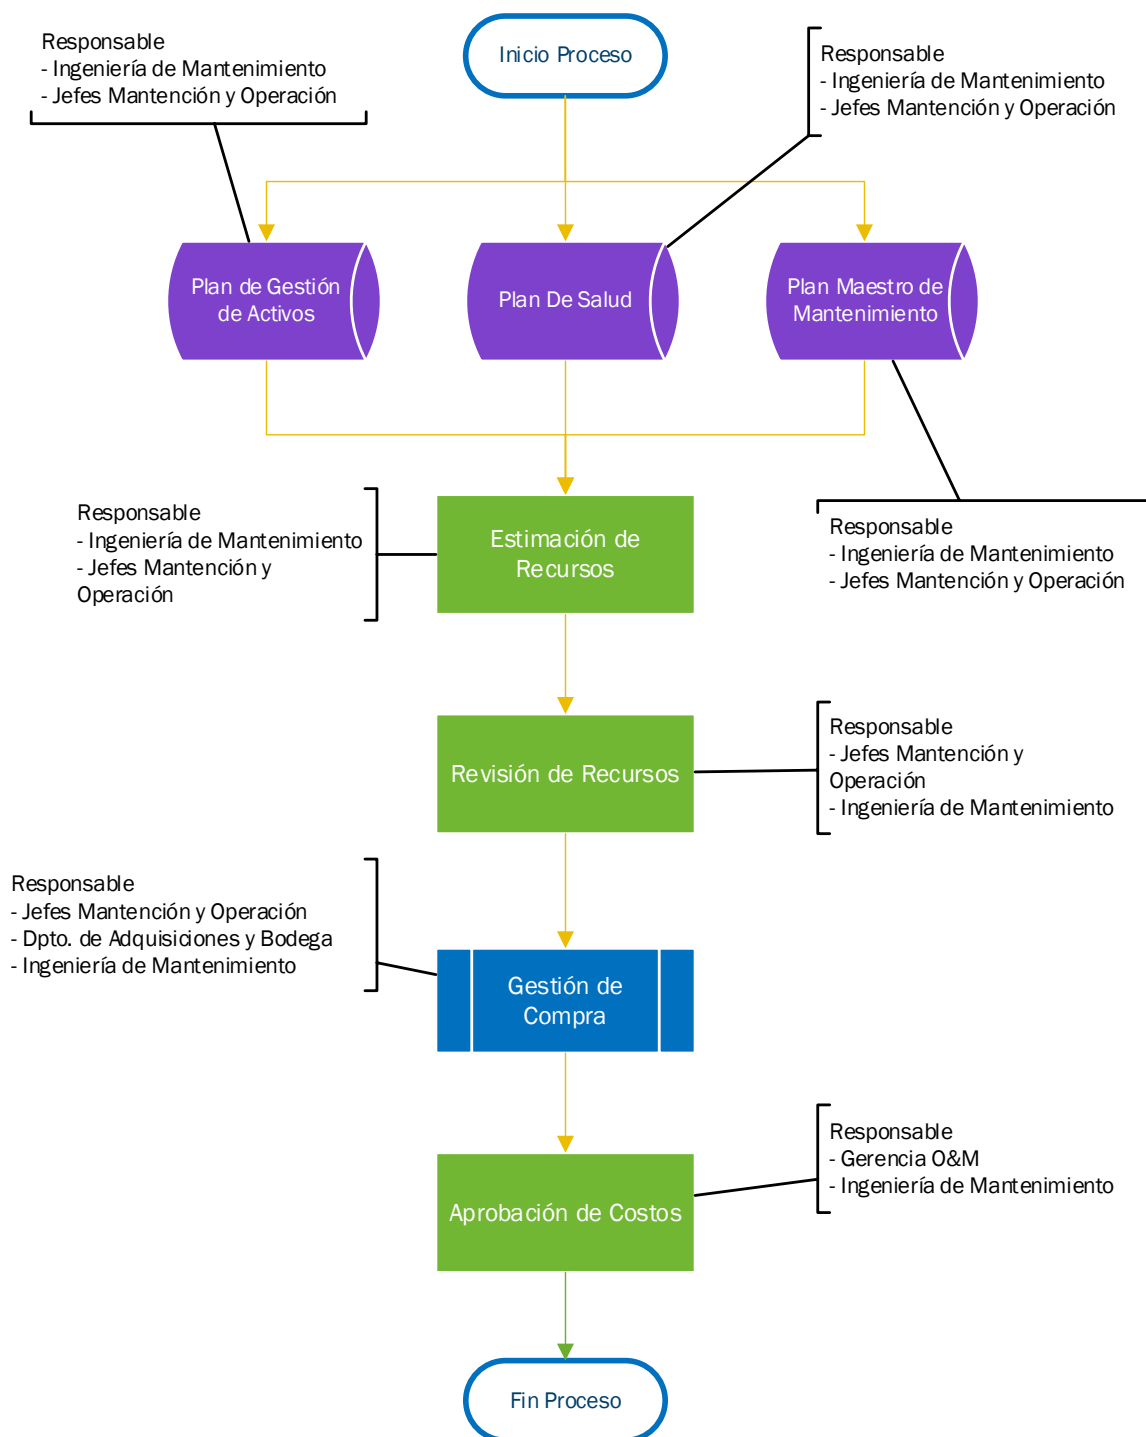 Responsable
- Ingeniería de Mantenimiento
- Jefes Mantención y Operación
Inicio Proceso
Responsable
- Ingeniería de Mantenimiento
- Jefes Mantención y Operación
Plan de Gestión
de Activos
Plan De Salud
Plan Maestro de
Mantenimiento
Responsable
- Ingeniería de Mantenimiento
- Jefes Mantención y
Operación
Estimación de
Recursos
Responsable
- Ingeniería de Mantenimiento
- Jefes Mantención y Operación
Revisión de Recursos
Responsable
- Jefes Mantención y
Operación
- Ingeniería de Mantenimiento
Responsable
- Jefes Mantención y Operación
- Dpto. de Adquisiciones y Bodega
- Ingeniería de Mantenimiento
Gestión de
Compra
Responsable
- Gerencia O&M
- Ingeniería de Mantenimiento
Aprobación de Costos
Fin Proceso